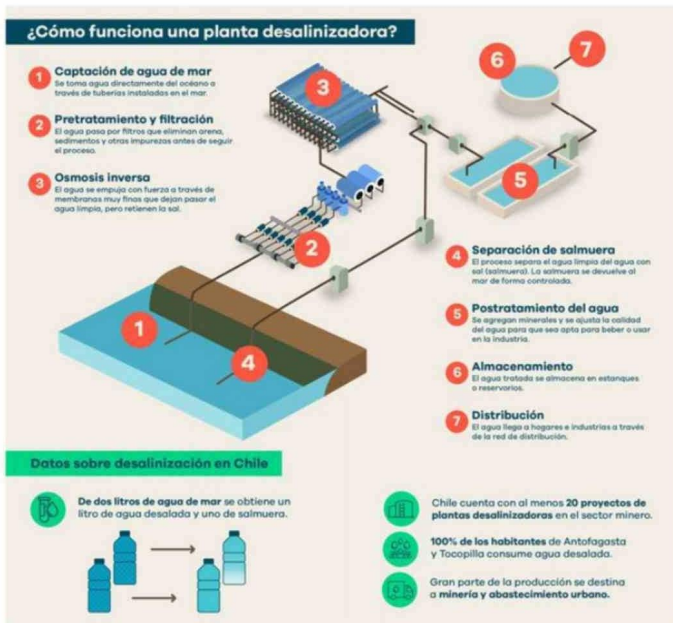 ¿Cómo funciona una planta desalinizadora?
1
Captación de agua de mar
Se toma agua directamente del océano a
través de tuberías instaladas en el mar.
2
Pretratamiento y filtración
El agua pasa por filtros que eliminan arena,
sedimentos y otras impurezas antes de seguir
el proceso.
3
Osmosis inversa
El agua se empuja con fuerza a través de
membranas muy finas que dejan pasar el
agua limpia, pero retienen la sal.
3
6
7
5
2
1
4
4
Separación de salmuera
El proceso separa el agua limpia del agua con
sal (salmuera). La salmuera se devuelve al
mar de forma controlada.
5
Postratamiento del agua
Se agregan minerales y se ajusta la calidad
del agua para que sea apta para beber o usar
en la industria.
6
Almacenamiento
El agua tratada se almacena en estanques
o reservorios.
7
Distribución
El agua llega a hogares e industrias a través
de la red de distribución.
Datos sobre desalinización en Chile
De dos litros de agua de mar se obtiene un
litro de agua desalada y uno de salmuera.
Chile cuenta con al menos 20 proyectos de
plantas desalinizadoras en el sector minero.
100% de los habitantes de Antofagasta
y Tocopilla consume agua desalada.
Gran parte de la producción se destina
a minería y abastecimiento urbano.